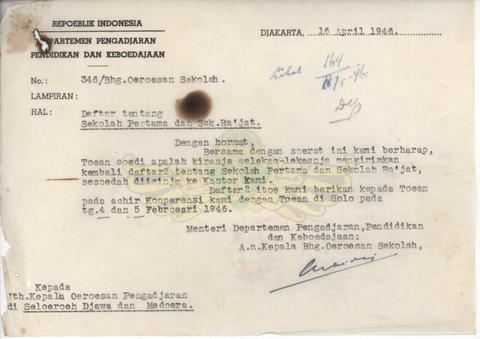 REPOEBLIK INDONESIA
DEPARTEMEN PENGADJARAN
PENDIDIKAN DAN KEBOEDAJAAN
DJAKARTA, 16 April 1946.
No.: 346/Bhg.Oeroesan Sekolah.
LAMPIRAN:
HAL: Daftar tentang
Sekolah Pertama dan Sek.Ra'jat.
Dengan hormat,
Bersama dengan soerat ini kami berharap,
Toean soedi apalah kiranja selekas-lekasnja mengirimkan
kembali daftar2 tentang Sekolah Pertama dan Sekolah Ra'jat,
sesoedah diisinja ke Kantor kami.
Daftar2 itoe kami berikan kepada Toean
pada achir Konperensi kami dengan Toean di Solo pada
tg.4 dan 5 Febroeari 1946.
Menteri Departemen Pengadjaran,Pendidikan
dan Keboedajaan:
A.n.Kepala Bhg.Oeroesan Sekolah,
Kepada
Jth.Kepala Oeroesan Pengadjaran
di Seloeroeh Djawa dan Madoera.